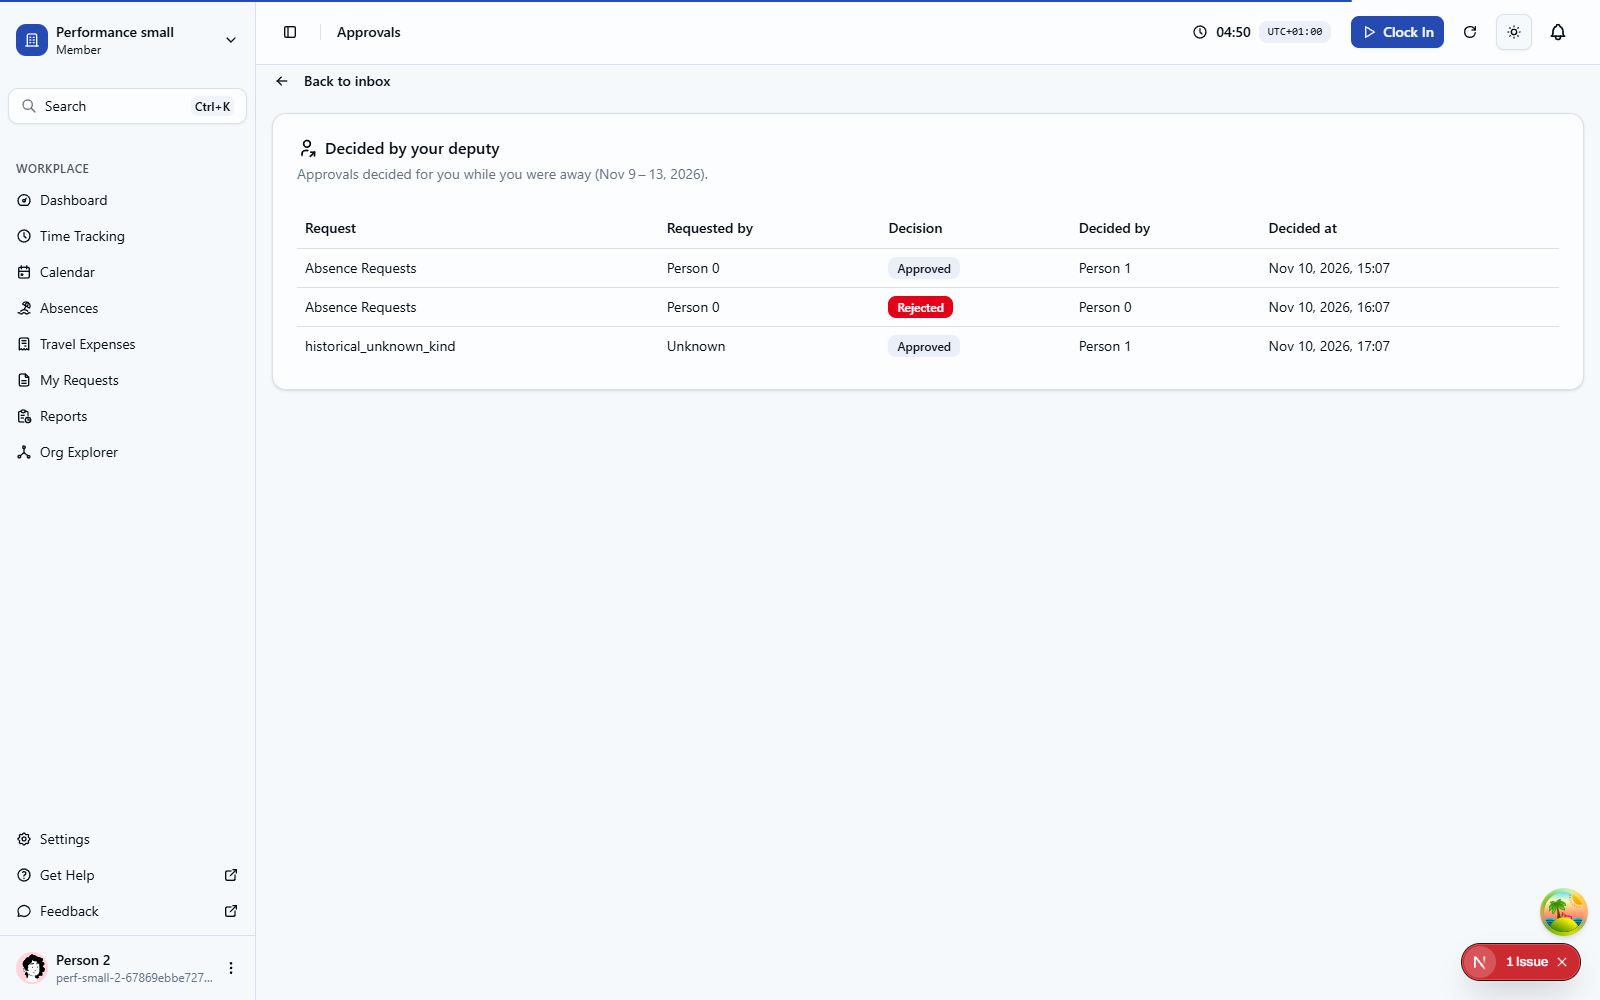 Performance small
Member
Search
Ctrl+K
WORKPLACE
Dashboard
Time Tracking
Calendar
Absences
Travel Expenses
My Requests
Reports
Org Explorer
Settings
Get Help
Feedback
Person 2
perf-small-2-67869ebbe727...
Approvals
04:50 UTC+01:00
Clock In
Back to inbox
Decided by your deputy
Approvals decided for you while you were away (Nov 9 – 13, 2026).
Request Requested by Decision Decided by Decided at
Absence Requests Person 0 Approved Person 1 Nov 10, 2026, 15:07
Absence Requests Person 0 Rejected Person 0 Nov 10, 2026, 16:07
historical_unknown_kind Unknown Approved Person 1 Nov 10, 2026, 17:07
N 1 Issue